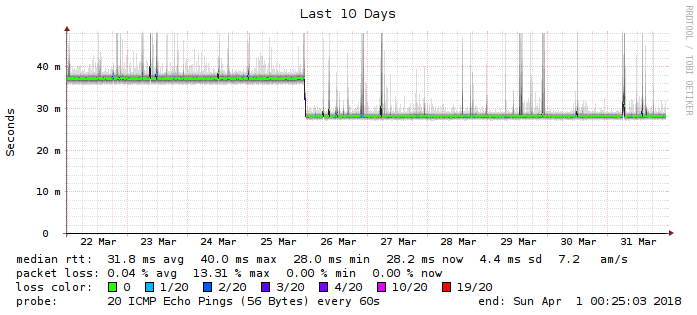 Last 10 Days
RRDTOOL / TOBI OETIKER
Seconds
40 m
30 m
20 m
10 m
0
22 Mar 23 Mar 24 Mar 25 Mar 26 Mar 27 Mar 28 Mar 29 Mar 30 Mar 31 Mar
median rtt: 31.8 ms avg 40.0 ms max 28.0 ms min 28.2 ms now 4.4 ms sd 7.2 am/s
packet loss: 0.04 % avg 13.31 % max 0.00 % min 0.00 % now
loss color: 0 1/20 2/20 3/20 4/20 10/20 19/20
probe: 20 ICMP Echo Pings (56 Bytes) every 60s end: Sun Apr 1 00:25:03 2018